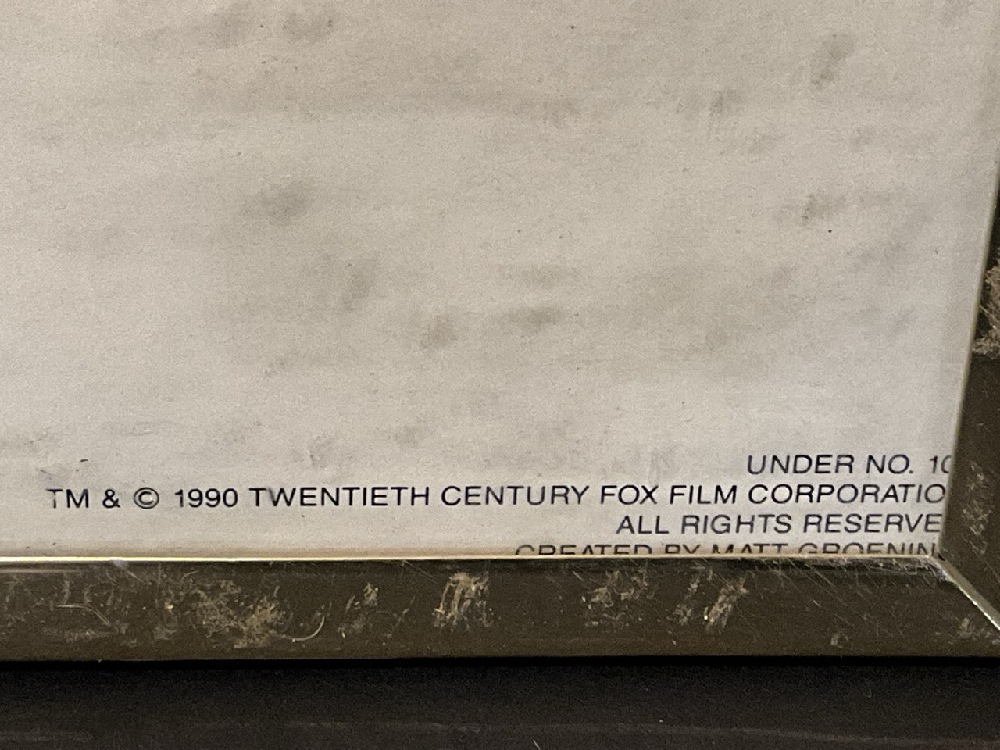 UNDER NO. 10
TM & © 1990 TWENTIETH CENTURY FOX FILM CORPORATIO
ALL RIGHTS RESERVE
CREATED BY MATT GROENIN